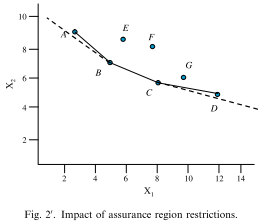 10
E
F
A
8
B
G
X2
6
C
D
4
2
2 4 6 8 10 12 14
X1
Fig. 2'. Impact of assurance region restrictions.